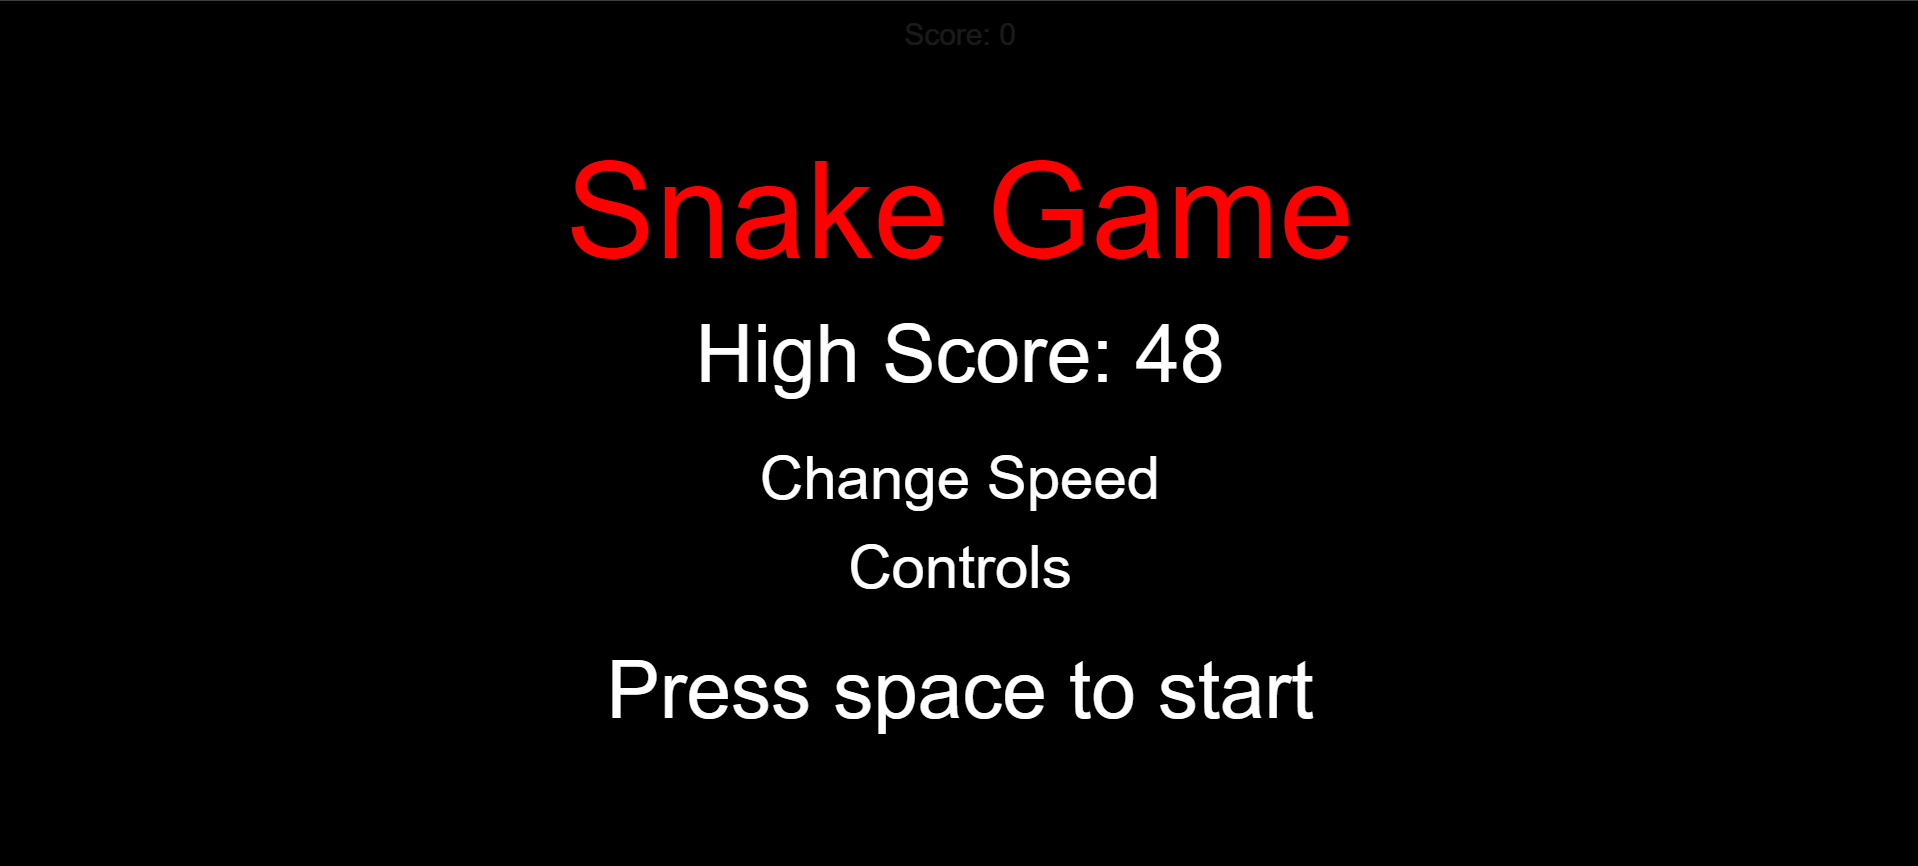 Score: 0
Snake Game
High Score: 48
Change Speed
Controls
Press space to start